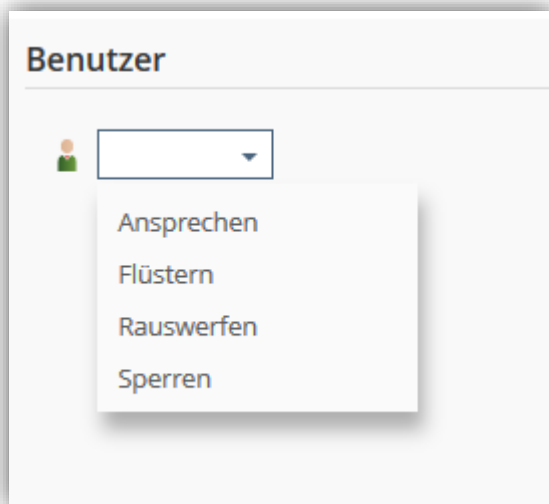 Benutzer
Ansprechen
Flüstern
Rauswerfen
Sperren